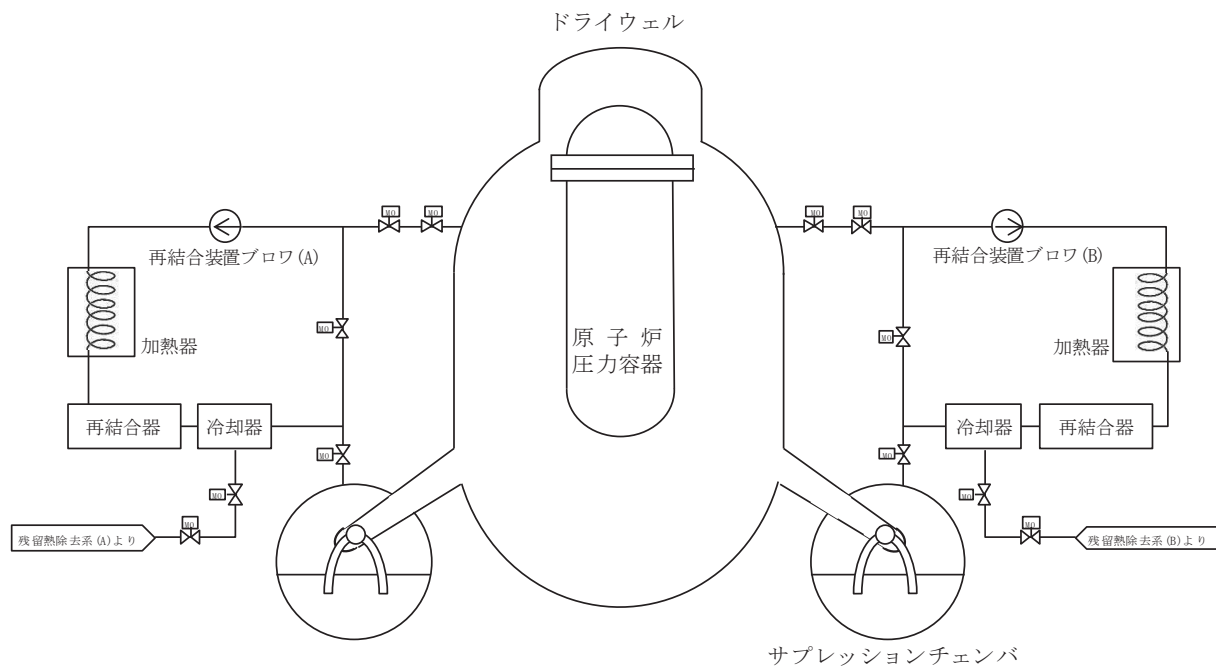 ドライウェル
MO
MO
MO
MO
再結合装置ブロワ(A)
再結合装置ブロワ(B)
MO
MO
加熱器
加熱器
原子炉
圧力容器
再結合器
冷却器
冷却器
再結合器
MO
MO
MO
MO
MO
MO
残留熱除去系(A)より
残留熱除去系(B)より
サプレッションチェンバ